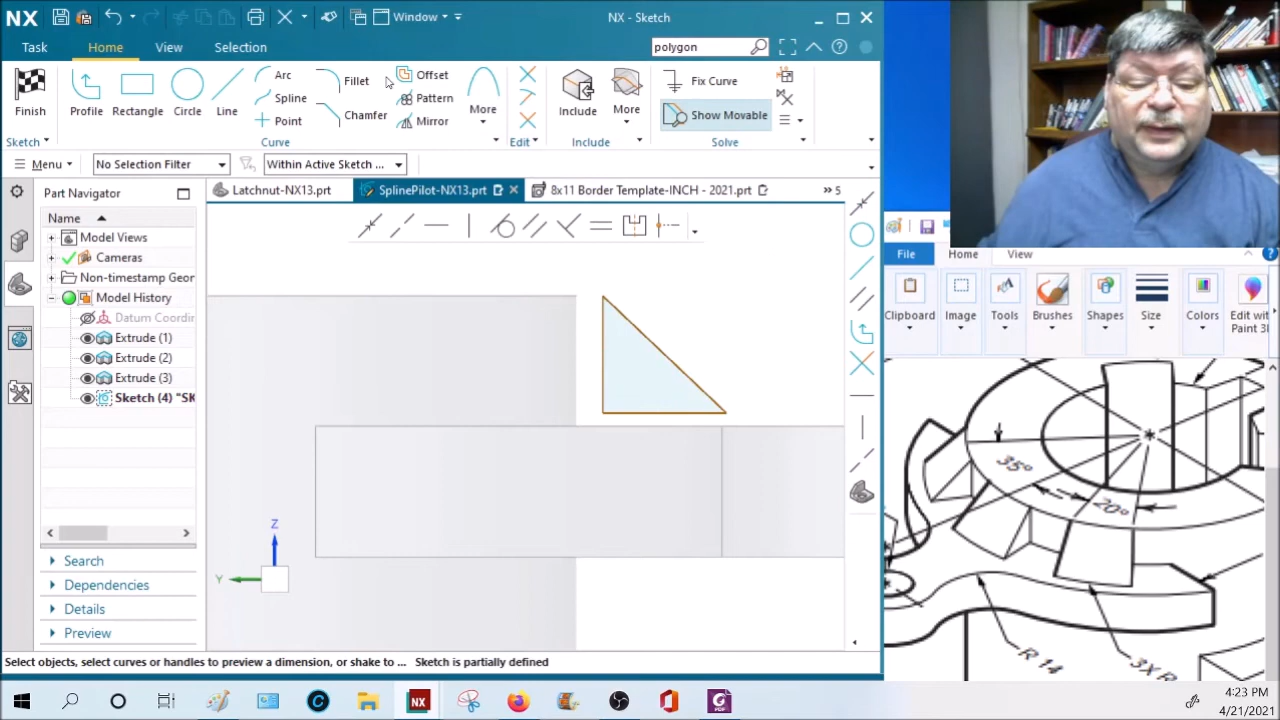 NX Window NX - Sketch
Task Home View Selection polygon
Finish Profile Rectangle Circle Line Arc Fillet Offset Fix Curve
Spline Pattern More Include More
Point Chamfer Mirror Show Movable
Sketch Curve Edit Include Solve
Menu No Selection Filter Within Active Sketch ...
Part Navigator Latchnut-NX13.prt SplinePilot-NX13.prt 8x11 Border Template-INCH - 2021.prt 5
Name
Model Views
Cameras
Non-timestamp Geor
Model History
Datum Coordin
Extrude (1)
Extrude (2)
Extrude (3)
Sketch (4) "SK
Search
Dependencies
Details
Preview
Z
Y
Select objects, select curves or handles to preview a dimension, or shake to ... Sketch is partially defined
File Home View
Clipboard Image Tools Brushes Shapes Size Colors Edit wit
Paint 3D
35°
20°
R 14
3X R
NX
4:23 PM
4/21/2021